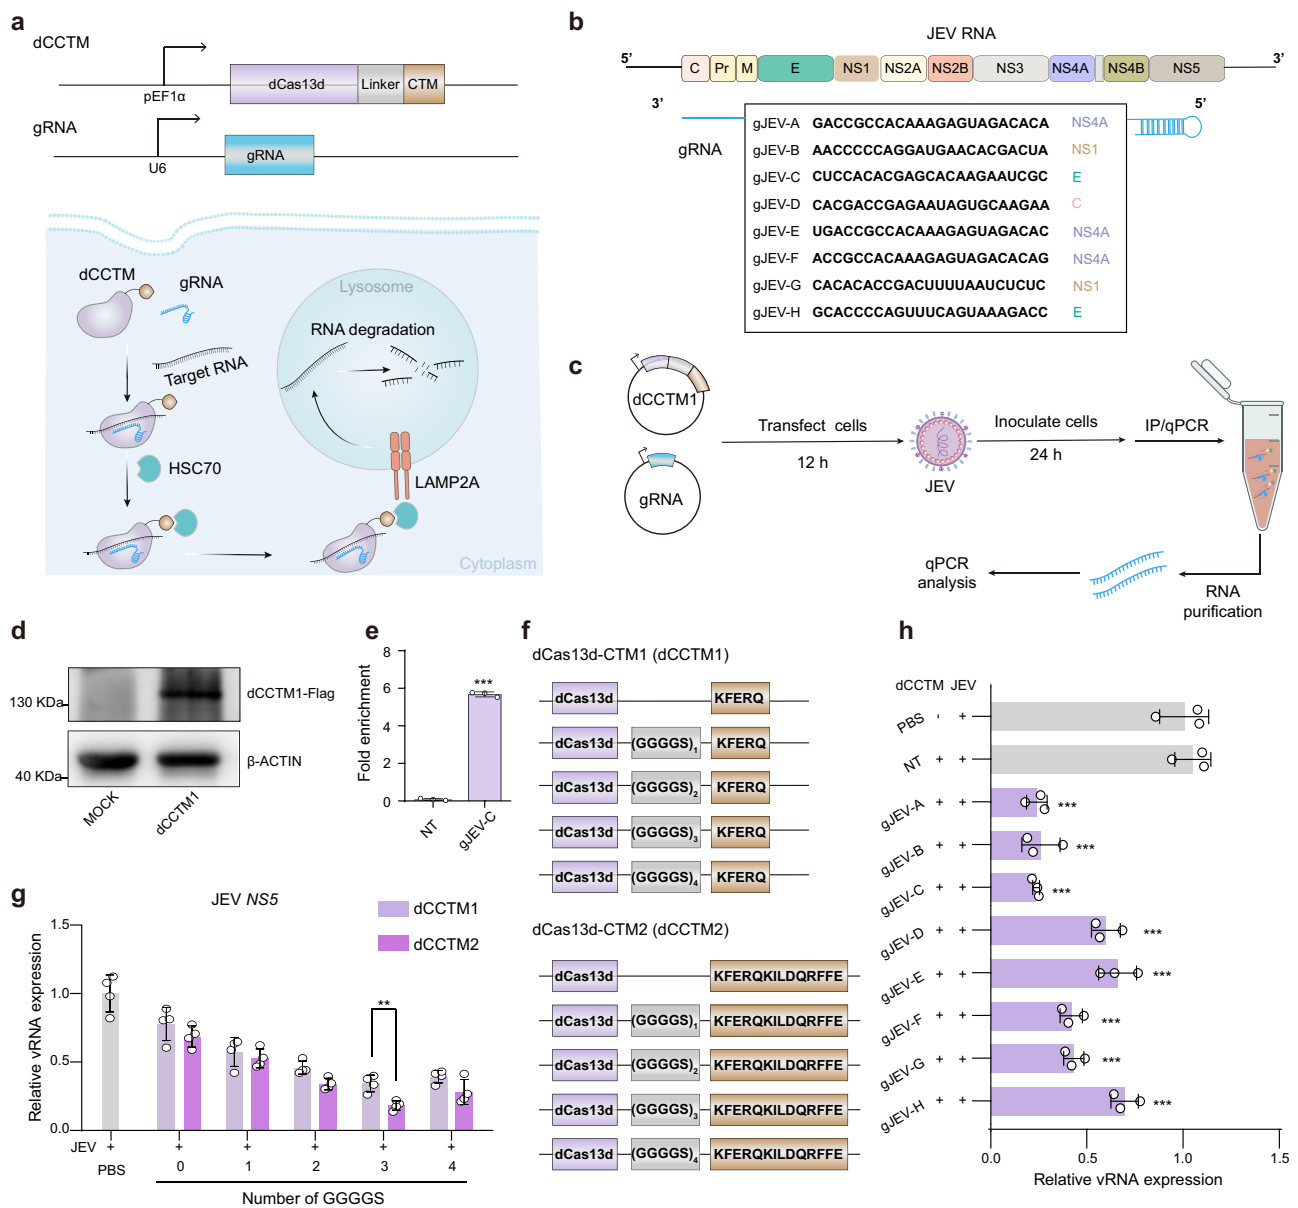 a
dCCTM
dCas13d Linker CTM
pEF1α
gRNA
gRNA
U6
dCCTM
gRNA
Target RNA
HSC70
Lysosome
RNA degradation
LAMP2A
Cytoplasm
b
JEV RNA
5' C Pr M E NS1 NS2A NS2B NS3 NS4A NS4B NS5 3'
3' 5'
gRNA
gJEV-A GACCGCCACAAAGAGUAGACACA NS4A
gJEV-B AACCCCCAGGAUGAACACGACUA NS1
gJEV-C CUCCACACGAGCACAAGAAUCGC E
gJEV-D CACGACCGAGAAUAGUGCAAGAA C
gJEV-E UGACCGCCACAAAGAGUAGACAC NS4A
gJEV-F ACCGCCACAAAGAGUAGACACAG NS4A
gJEV-G CACACACCGACUUUUAAUCUCUC NS1
gJEV-H GCACCCCAGUUUCAGUAAAGACC E
c
dCCTM1
gRNA
Transfect cells
12 h
JEV
Inoculate cells
24 h
IP/qPCR
RNA
purification
qPCR
analysis
d
130 KDa
dCCTM1-Flag
40 KDa
β-ACTIN
MOCK dCCTM1
e
Fold enrichment
8
6
4
2
0
***
NT gJEV-C
f
dCas13d-CTM1 (dCCTM1)
dCas13d KFERQ
dCas13d (GGGGS)1 KFERQ
dCas13d (GGGGS)2 KFERQ
dCas13d (GGGGS)3 KFERQ
dCas13d (GGGGS)4 KFERQ
dCas13d-CTM2 (dCCTM2)
dCas13d KFERQKILDQRFFE
dCas13d (GGGGS)1 KFERQKILDQRFFE
dCas13d (GGGGS)2 KFERQKILDQRFFE
dCas13d (GGGGS)3 KFERQKILDQRFFE
dCas13d (GGGGS)4 KFERQKILDQRFFE
g
JEV NS5
dCCTM1
dCCTM2
Relative vRNA expression
1.5
1.0
0.5
0.0
**
JEV + + + + + +
PBS 0 1 2 3 4
Number of GGGGS
h
dCCTM JEV
PBS - +
NT + +
gJEV-A + + ***
gJEV-B + + ***
gJEV-C + + ***
gJEV-D + + ***
gJEV-E + + ***
gJEV-F + + ***
gJEV-G + + ***
gJEV-H + + ***
0.0 0.5 1.0 1.5
Relative vRNA expression